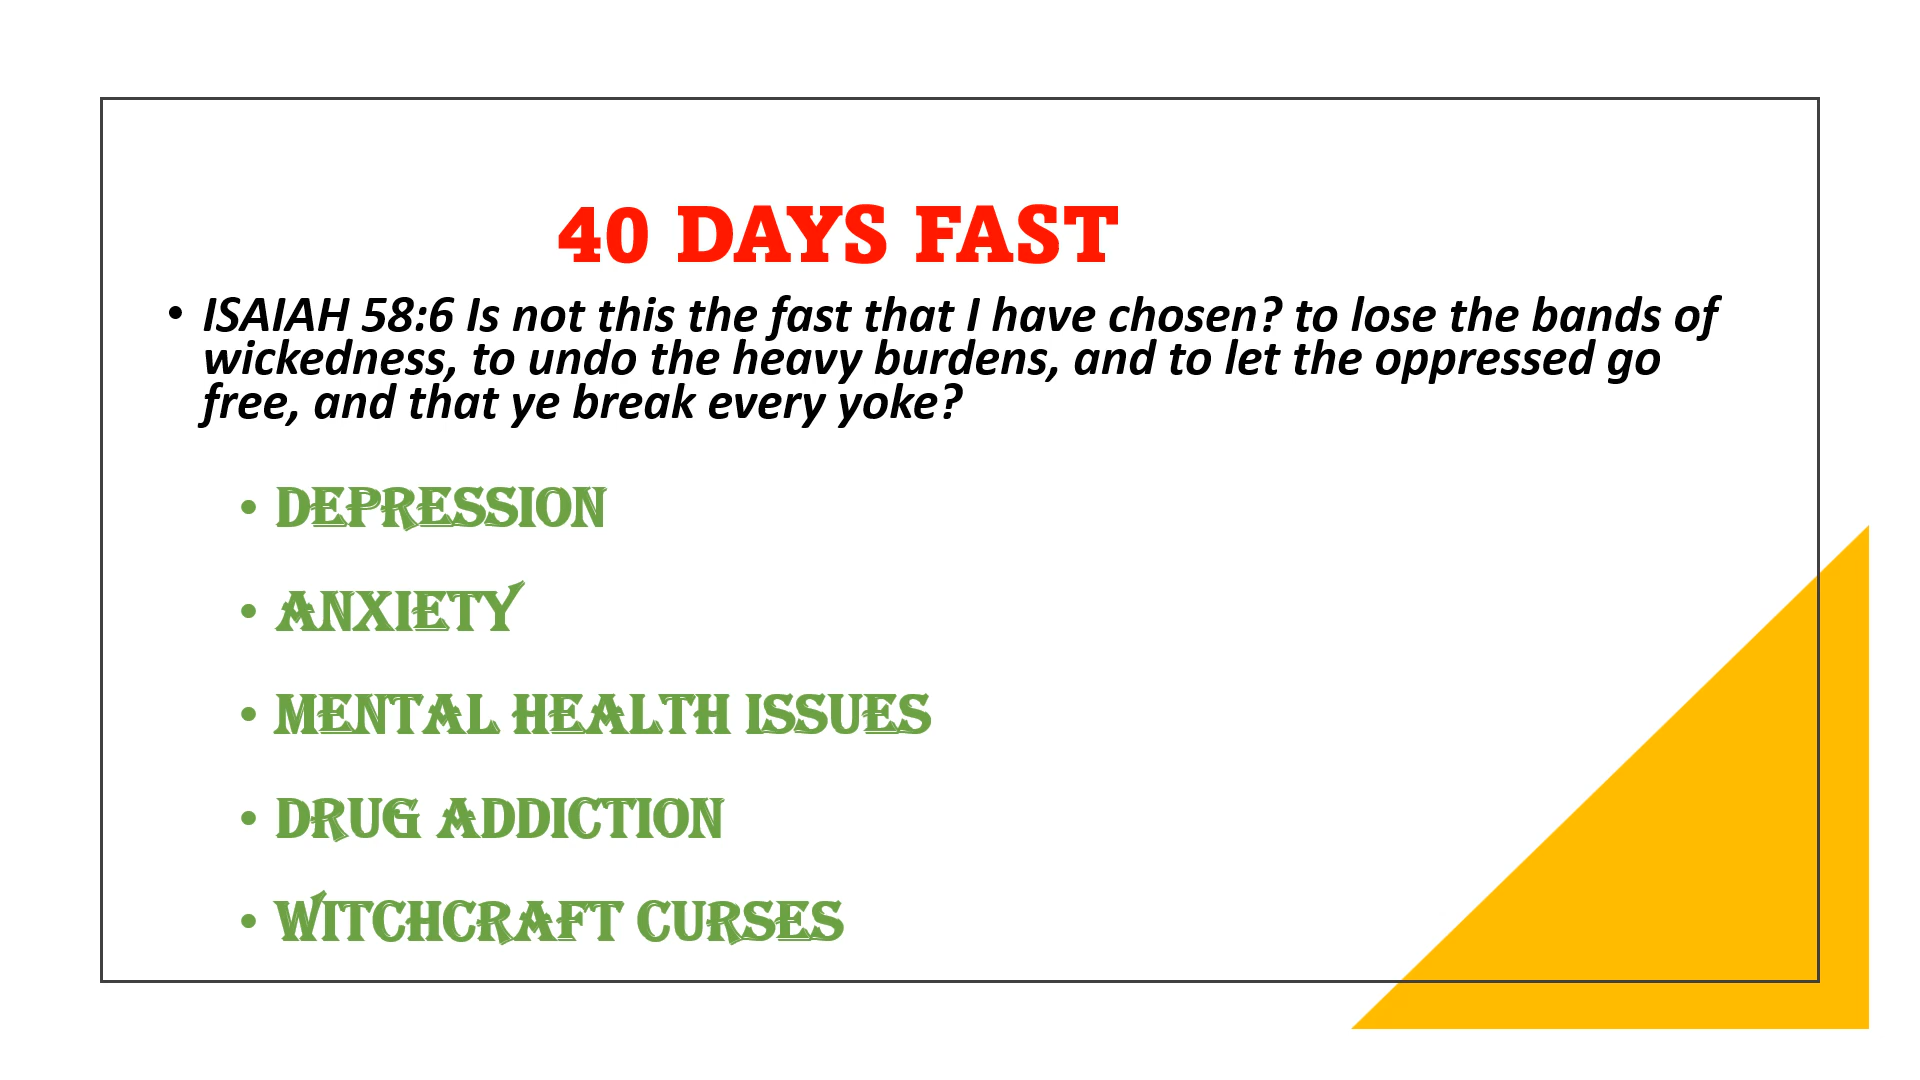 40 DAYS FAST
• ISAIAH 58:6 Is not this the fast that I have chosen? to lose the bands of
wickedness, to undo the heavy burdens, and to let the oppressed go
free, and that ye break every yoke?
• DEPRESSION
• ANXIETY
• MENTAL HEALTH ISSUES
• DRUG ADDICTION
• WITCHCRAFT CURSES